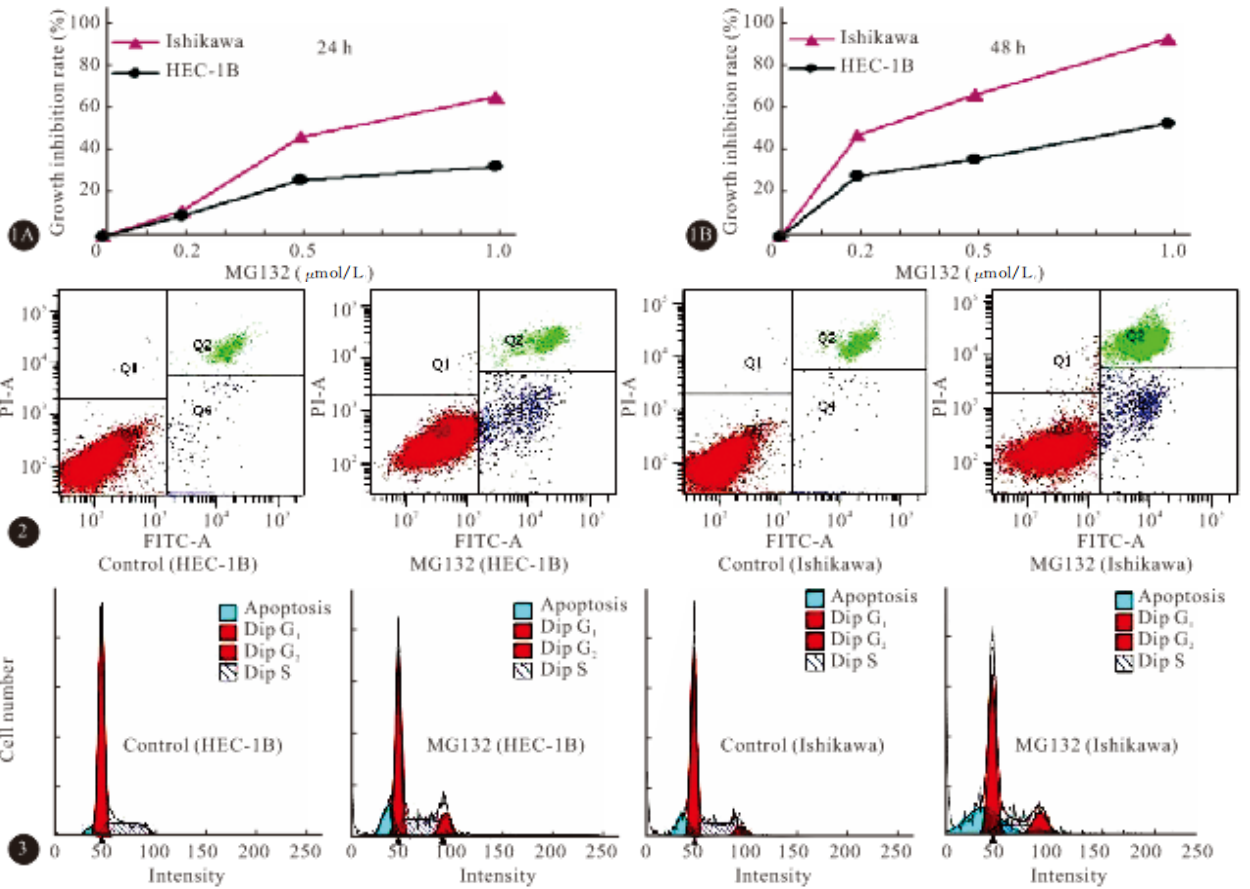 100
80
60
40
20
Growth inhibition rate (%)
Ishikawa
HEC-1B
24 h
0
0.2
0.5
1.0
MG132 (μmol/L.)
1A
100
80
60
40
20
Growth inhibition rate (%)
Ishikawa
HEC-1B
48 h
0
0.2
0.5
1.0
MG132 (μmol/L.)
1B
PI-A
Q2
Q4
FITC-A
Control (HEC-1B)
PI-A
Q1
Q2
FITC-A
MG132 (HEC-1B)
PI-A
Q1
Q2
Q4
FITC-A
Control (Ishikawa)
PI-A
Q1
Q2
FITC-A
MG132 (Ishikawa)
2
Cell number
Apoptosis
Dip G₁
Dip G₂
Dip S
Control (HEC-1B)
0 50 100 150 200 250
Intensity
Apoptosis
Dip G₁
Dip G₂
Dip S
MG132 (HEC-1B)
0 50 100 150 200 250
Intensity
Apoptosis
Dip G₁
Dip G₂
Dip S
Control (Ishikawa)
0 50 100 150 200 250
Intensity
Apoptosis
Dip G₁
Dip G₂
Dip S
MG132 (Ishikawa)
0 50 100 150 200 250
Intensity
3